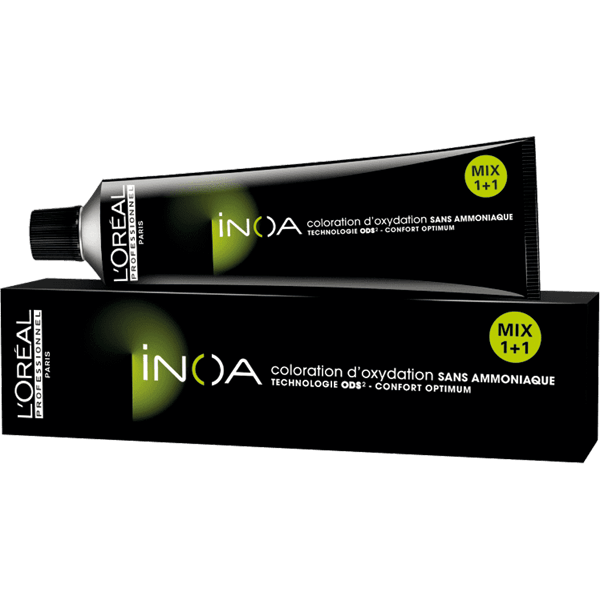 MIX
1+1
L'ORÉAL
PROFESSIONNEL
PARIS
iNOA
coloration d'oxydation SANS AMMONIAQUE
TECHNOLOGIE ODS² - CONFORT OPTIMUM
MIX
1+1
L'ORÉAL
PROFESSIONNEL
PARIS
iNOA
coloration d'oxydation SANS AMMONIAQUE
TECHNOLOGIE ODS² - CONFORT OPTIMUM